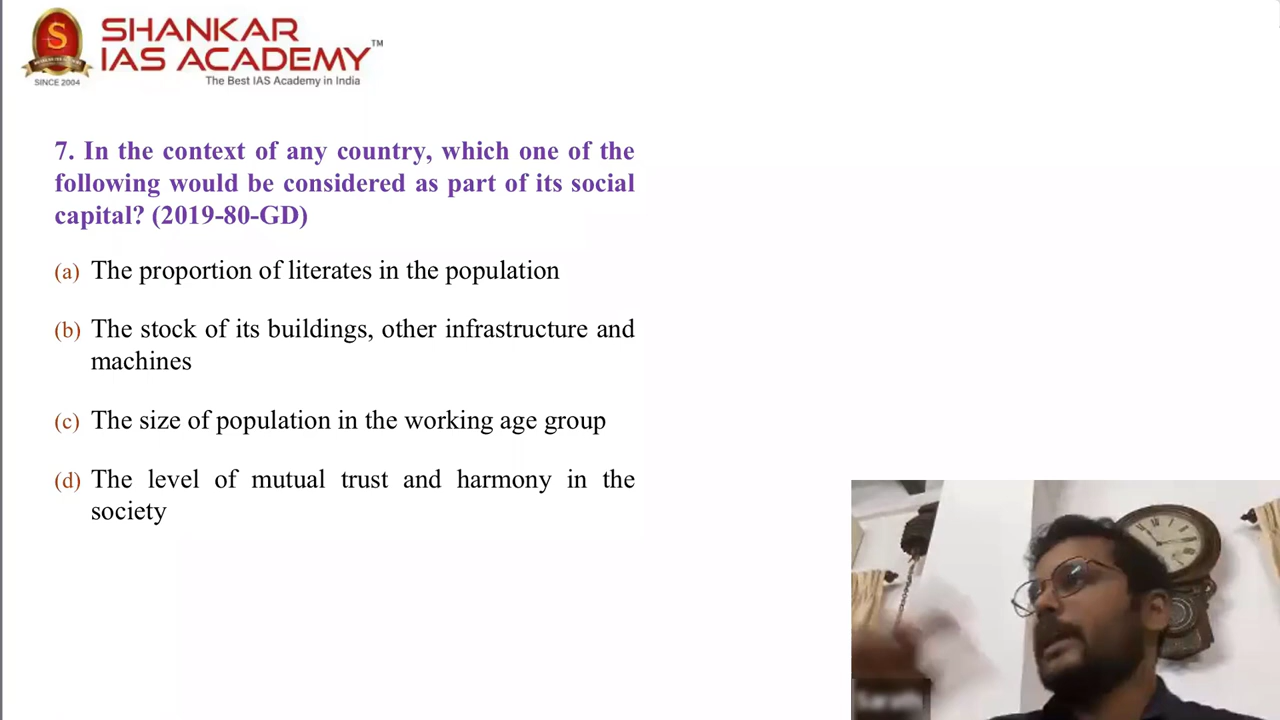 SHANKAR
IAS ACADEMY™
The Best IAS Academy in India
SINCE 2004
7. In the context of any country, which one of the
following would be considered as part of its social
capital? (2019-80-GD)
(a) The proportion of literates in the population
(b) The stock of its buildings, other infrastructure and
machines
(c) The size of population in the working age group
(d) The level of mutual trust and harmony in the
society